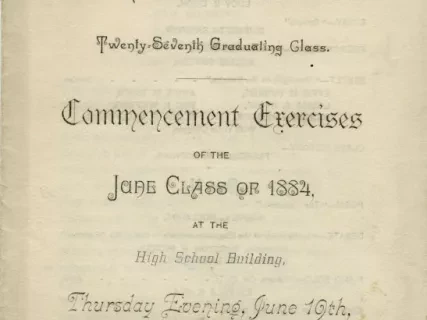 Twenty-Seventh Graduating Class.
Commencement Exercises
OF THE
June Class of 1884,
AT THE
High School Building,
Thursday Evening, June 19th,